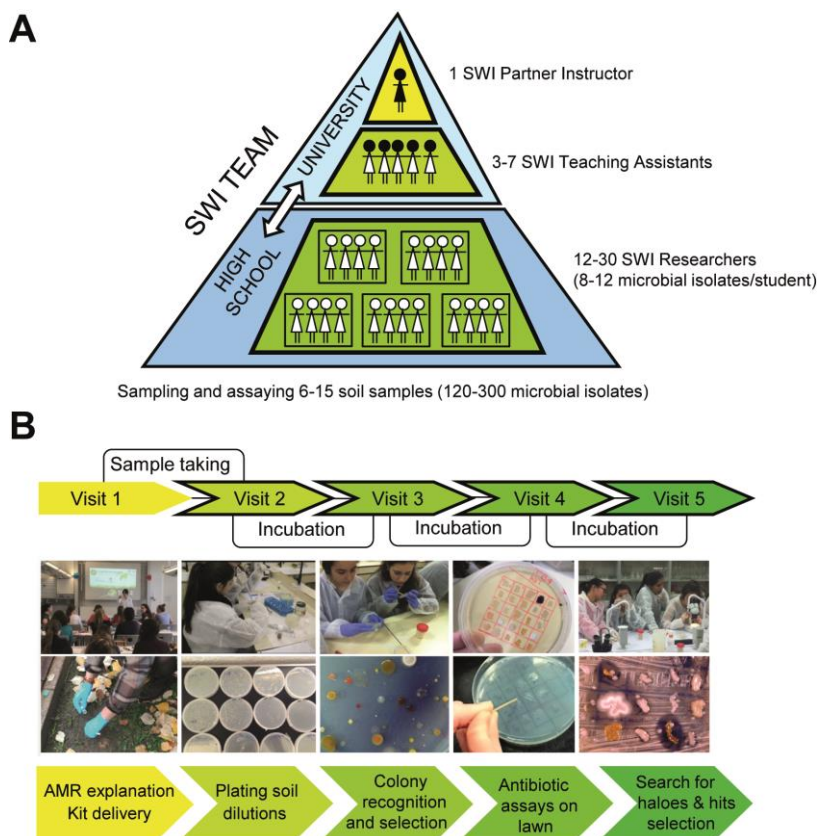 A
1 SWI Partner Instructor
UNIVERSITY
SWI TEAM
3-7 SWI Teaching Assistants
HIGH
SCHOOL
12-30 SWI Researchers
(8-12 microbial isolates/student)
Sampling and assaying 6-15 soil samples (120-300 microbial isolates)
B
Sample taking
Visit 1
Visit 2
Visit 3
Visit 4
Visit 5
Incubation
Incubation
Incubation
AMR explanation
Kit delivery
Plating soil
dilutions
Colony
recognition
and selection
Antibiotic
assays on
lawn
Search for
haloes & hits
selection